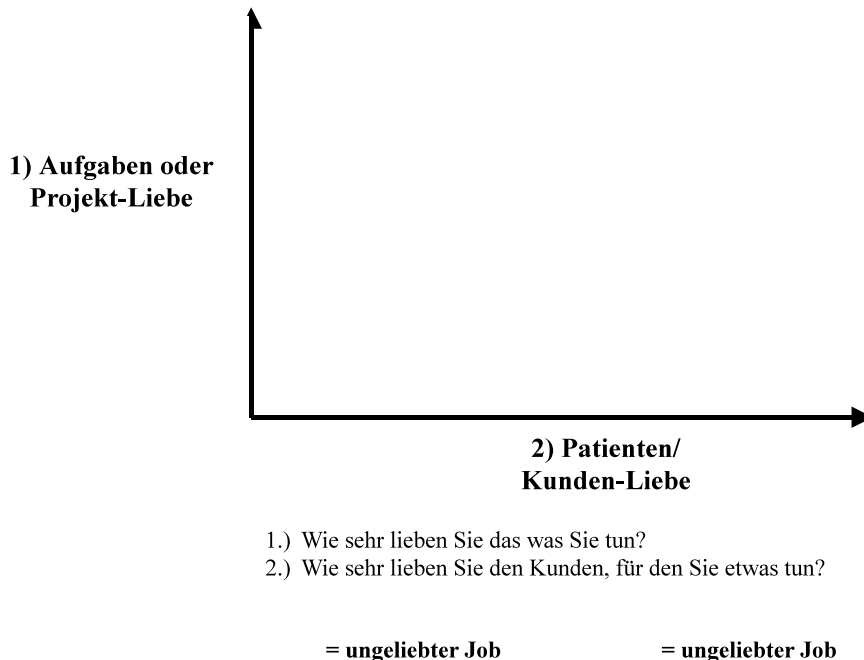 1) Aufgaben oder
Projekt-Liebe
2) Patienten/
Kunden-Liebe
1.) Wie sehr lieben Sie das was Sie tun?
2.) Wie sehr lieben Sie den Kunden, für den Sie etwas tun?
= ungeliebter Job = ungeliebter Job